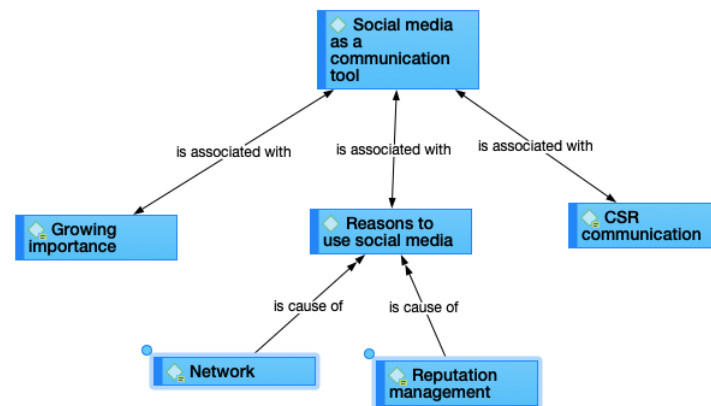 Social media
as a
communication
tool
is associated with
is associated with
is associated with
Growing
importance
Reasons to
use social media
CSR
communication
is cause of
is cause of
Network
Reputation
management